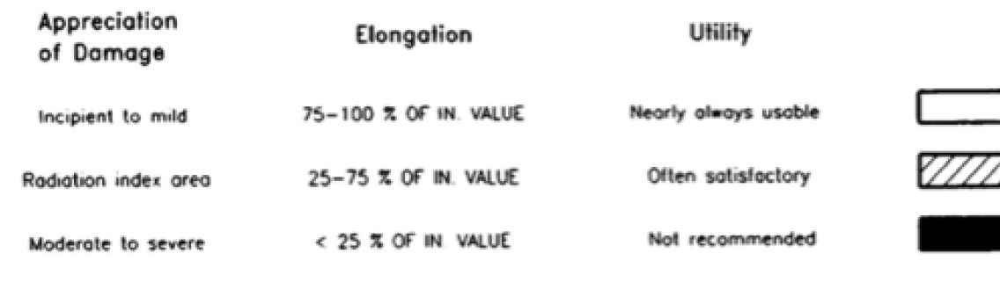 Appreciation
of Damage
Elongation
Utility
Incipient to mild
75-100 % OF IN. VALUE
Nearly always usable
Radiation index area
25-75 % OF IN. VALUE
Often satisfactory
Moderate to severe
< 25 % OF IN. VALUE
Not recommended